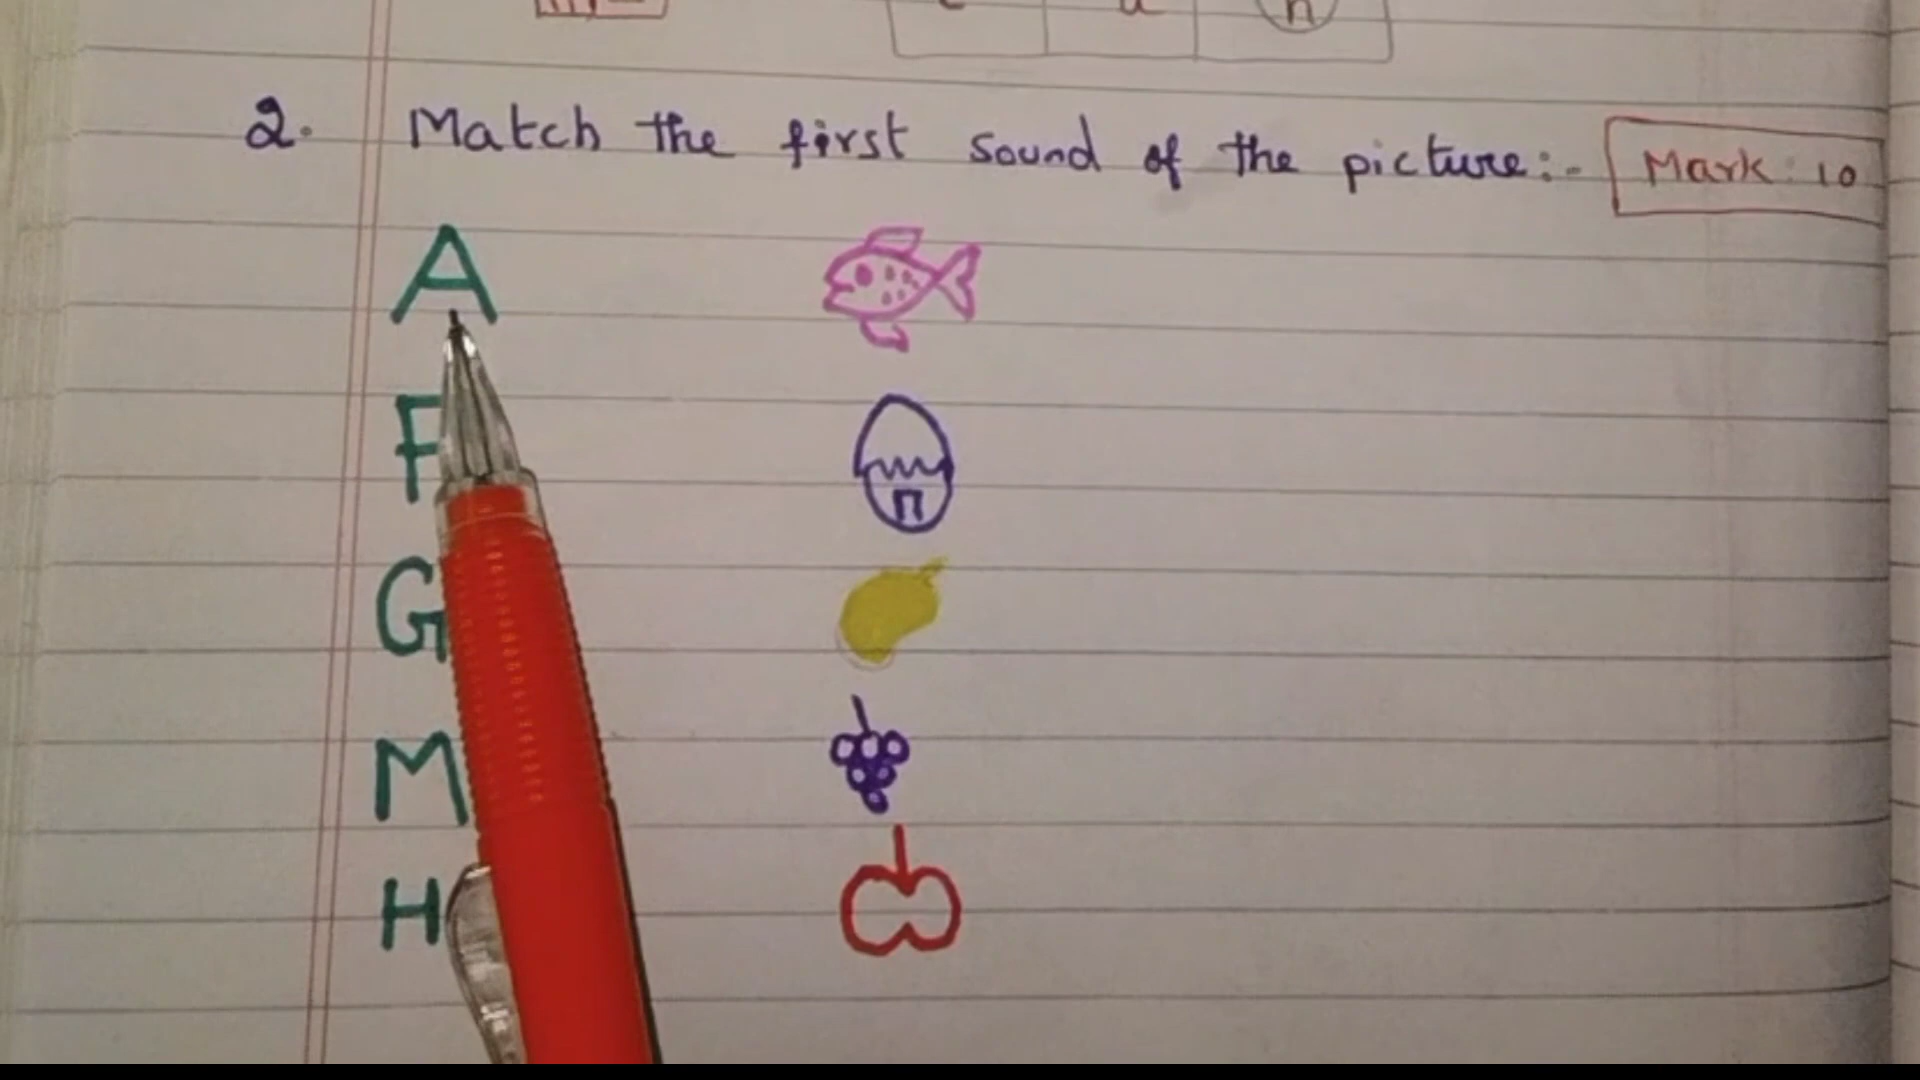 n
2. Match the first sound of the picture:- Mark: 10
A
F
G
M
H